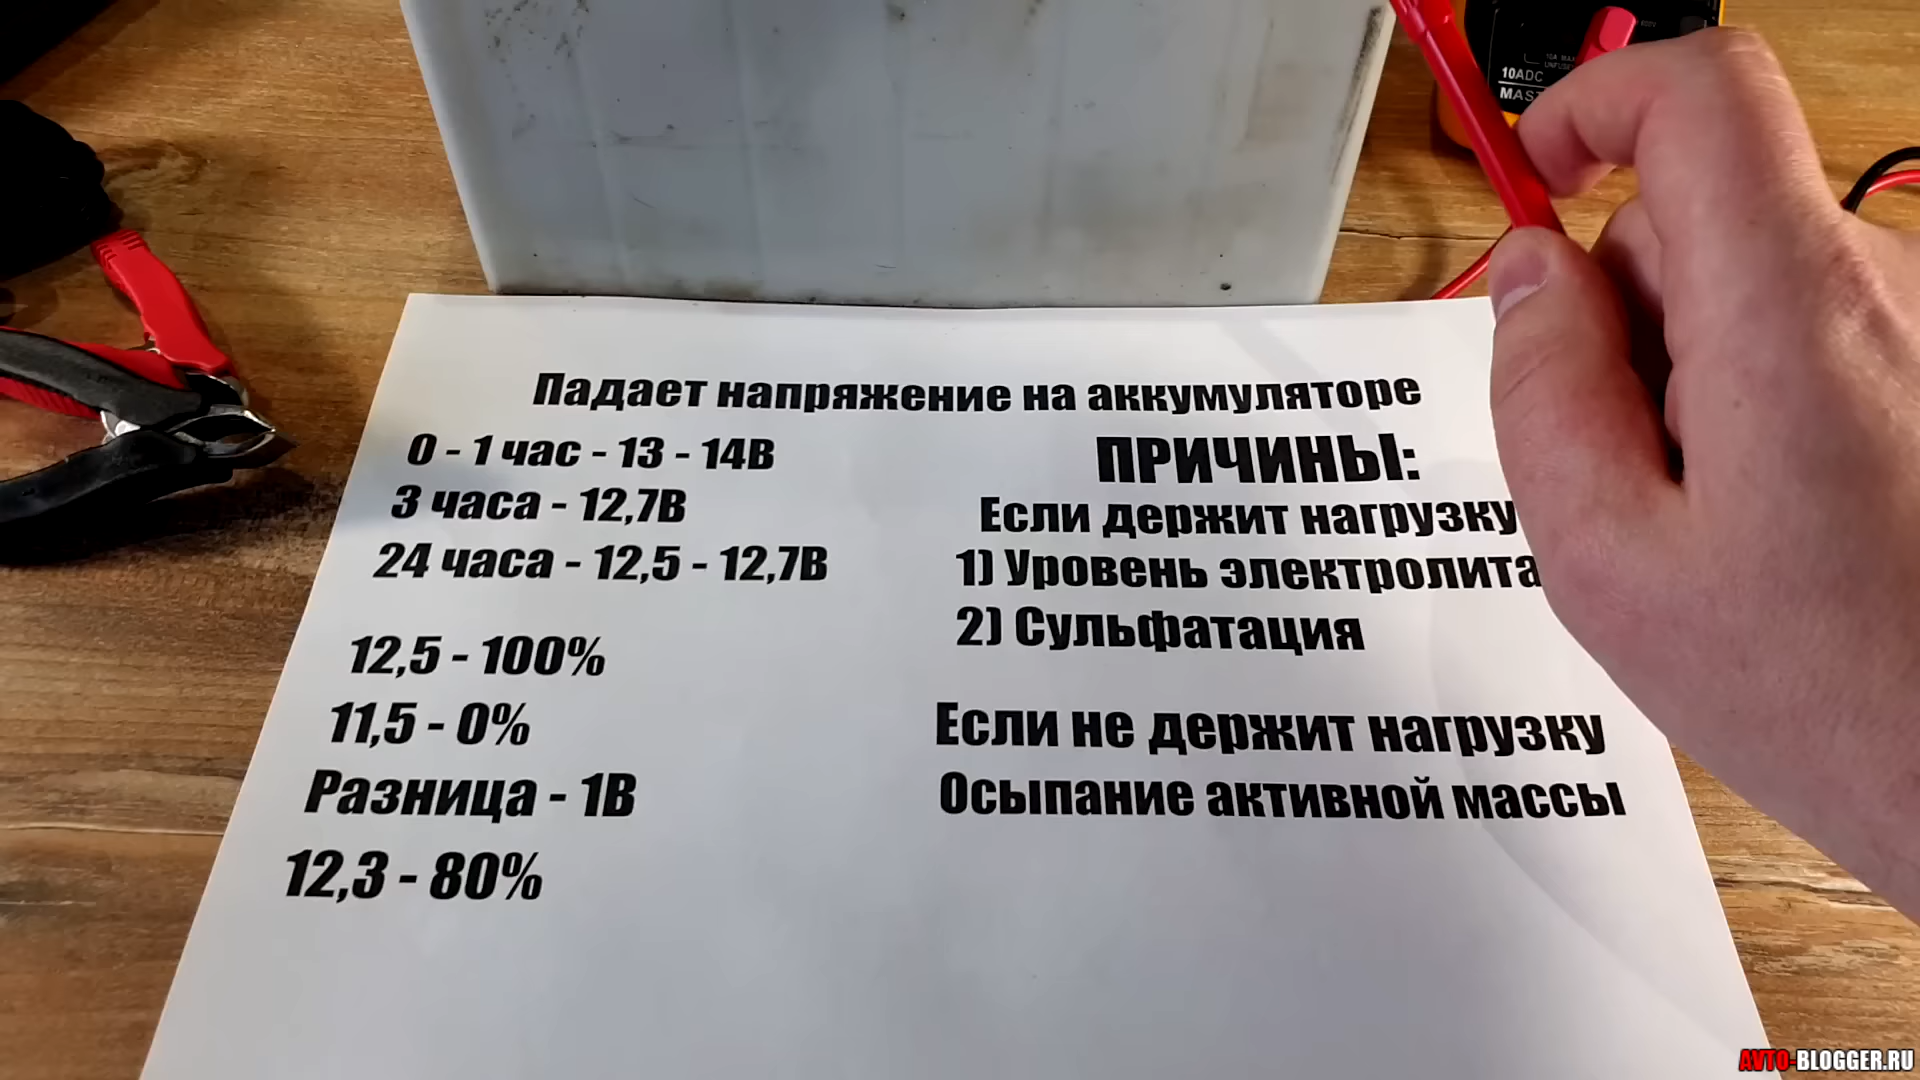 10A MAX
10ADC
Падает напряжение на аккумуляторе
0 - 1 час - 13 - 14В
3 часа - 12,7В
24 часа - 12,5 - 12,7В
12,5 - 100%
11,5 - 0%
Разница - 1В
12,3 - 80%
ПРИЧИНЫ:
Если держит нагрузку
1) Уровень электролита
2) Сульфатация
Если не держит нагрузку
Осыпание активной массы
AVTO-BLOGGER.RU